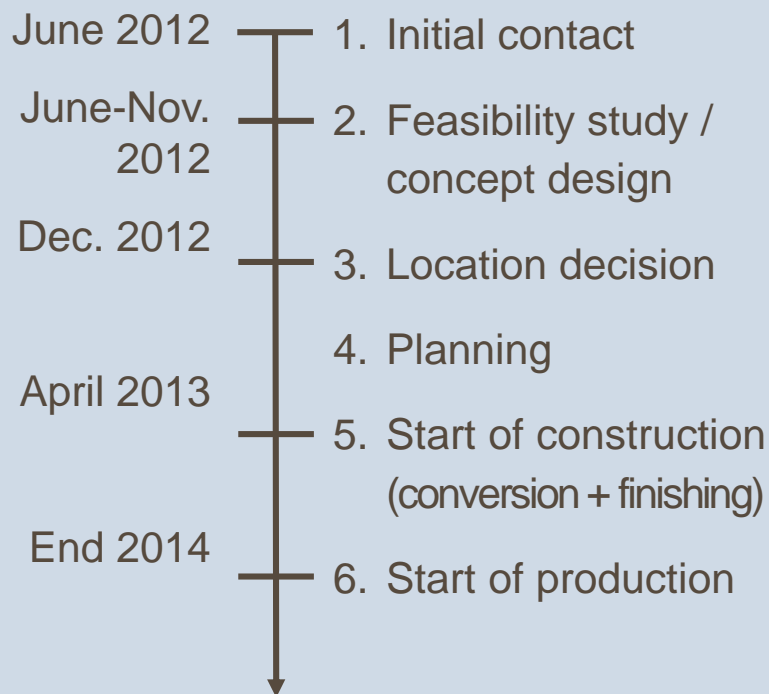 June 2012
1. Initial contact
June-Nov.
2012
2. Feasibility study /
concept design
Dec. 2012
3. Location decision
4. Planning
April 2013
5. Start of construction
(conversion + finishing)
End 2014
6. Start of production